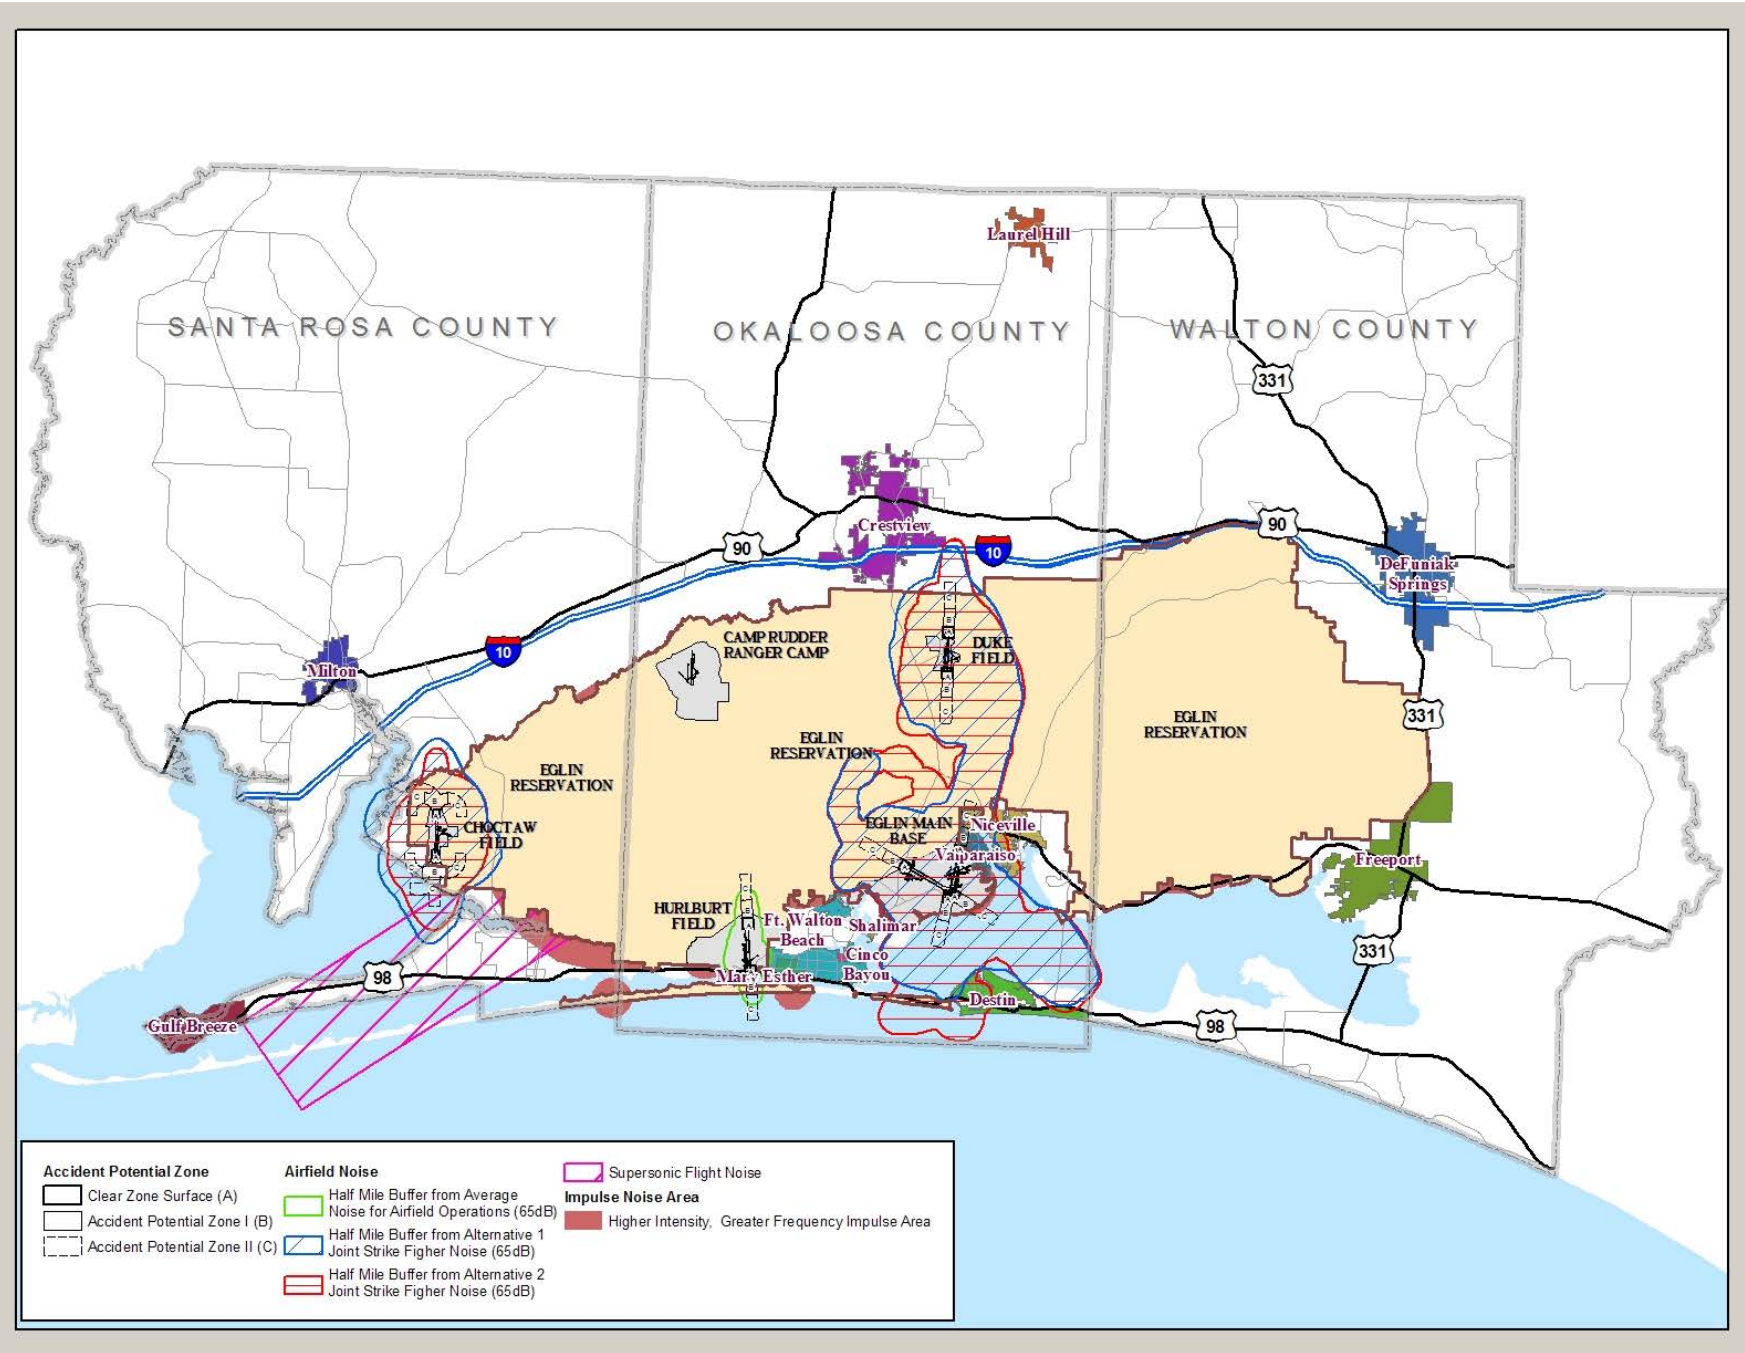 Laurel Hill
SANTA ROSA COUNTY
OKALOOSA COUNTY
WALTON COUNTY
331
Crestview
90
90
10
DeFuniak
Springs
CAMP RUDDER
RANGER CAMP
DUKE
FIELD
10
Milton
EGLIN
RESERVATION
331
EGLIN
RESERVATION
EGLIN
RESERVATION
CHOCTAW
FIELD
EGLIN MAIN
BASE
Niceville
Valparaiso
Freeport
HURLBURT
FIELD
Ft. Walton
Beach
Shalimar
Cinco
Bayou
331
Mary Esther
98
Destin
98
Gulf Breeze
Accident Potential Zone
Clear Zone Surface (A)
Accident Potential Zone I (B)
Accident Potential Zone II (C)
Airfield Noise
Half Mile Buffer from Average
Noise for Airfield Operations (65dB)
Half Mile Buffer from Alternative 1
Joint Strike Figher Noise (65dB)
Half Mile Buffer from Alternative 2
Joint Strike Figher Noise (65dB)
Supersonic Flight Noise
Impulse Noise Area
Higher Intensity, Greater Frequency Impulse Area